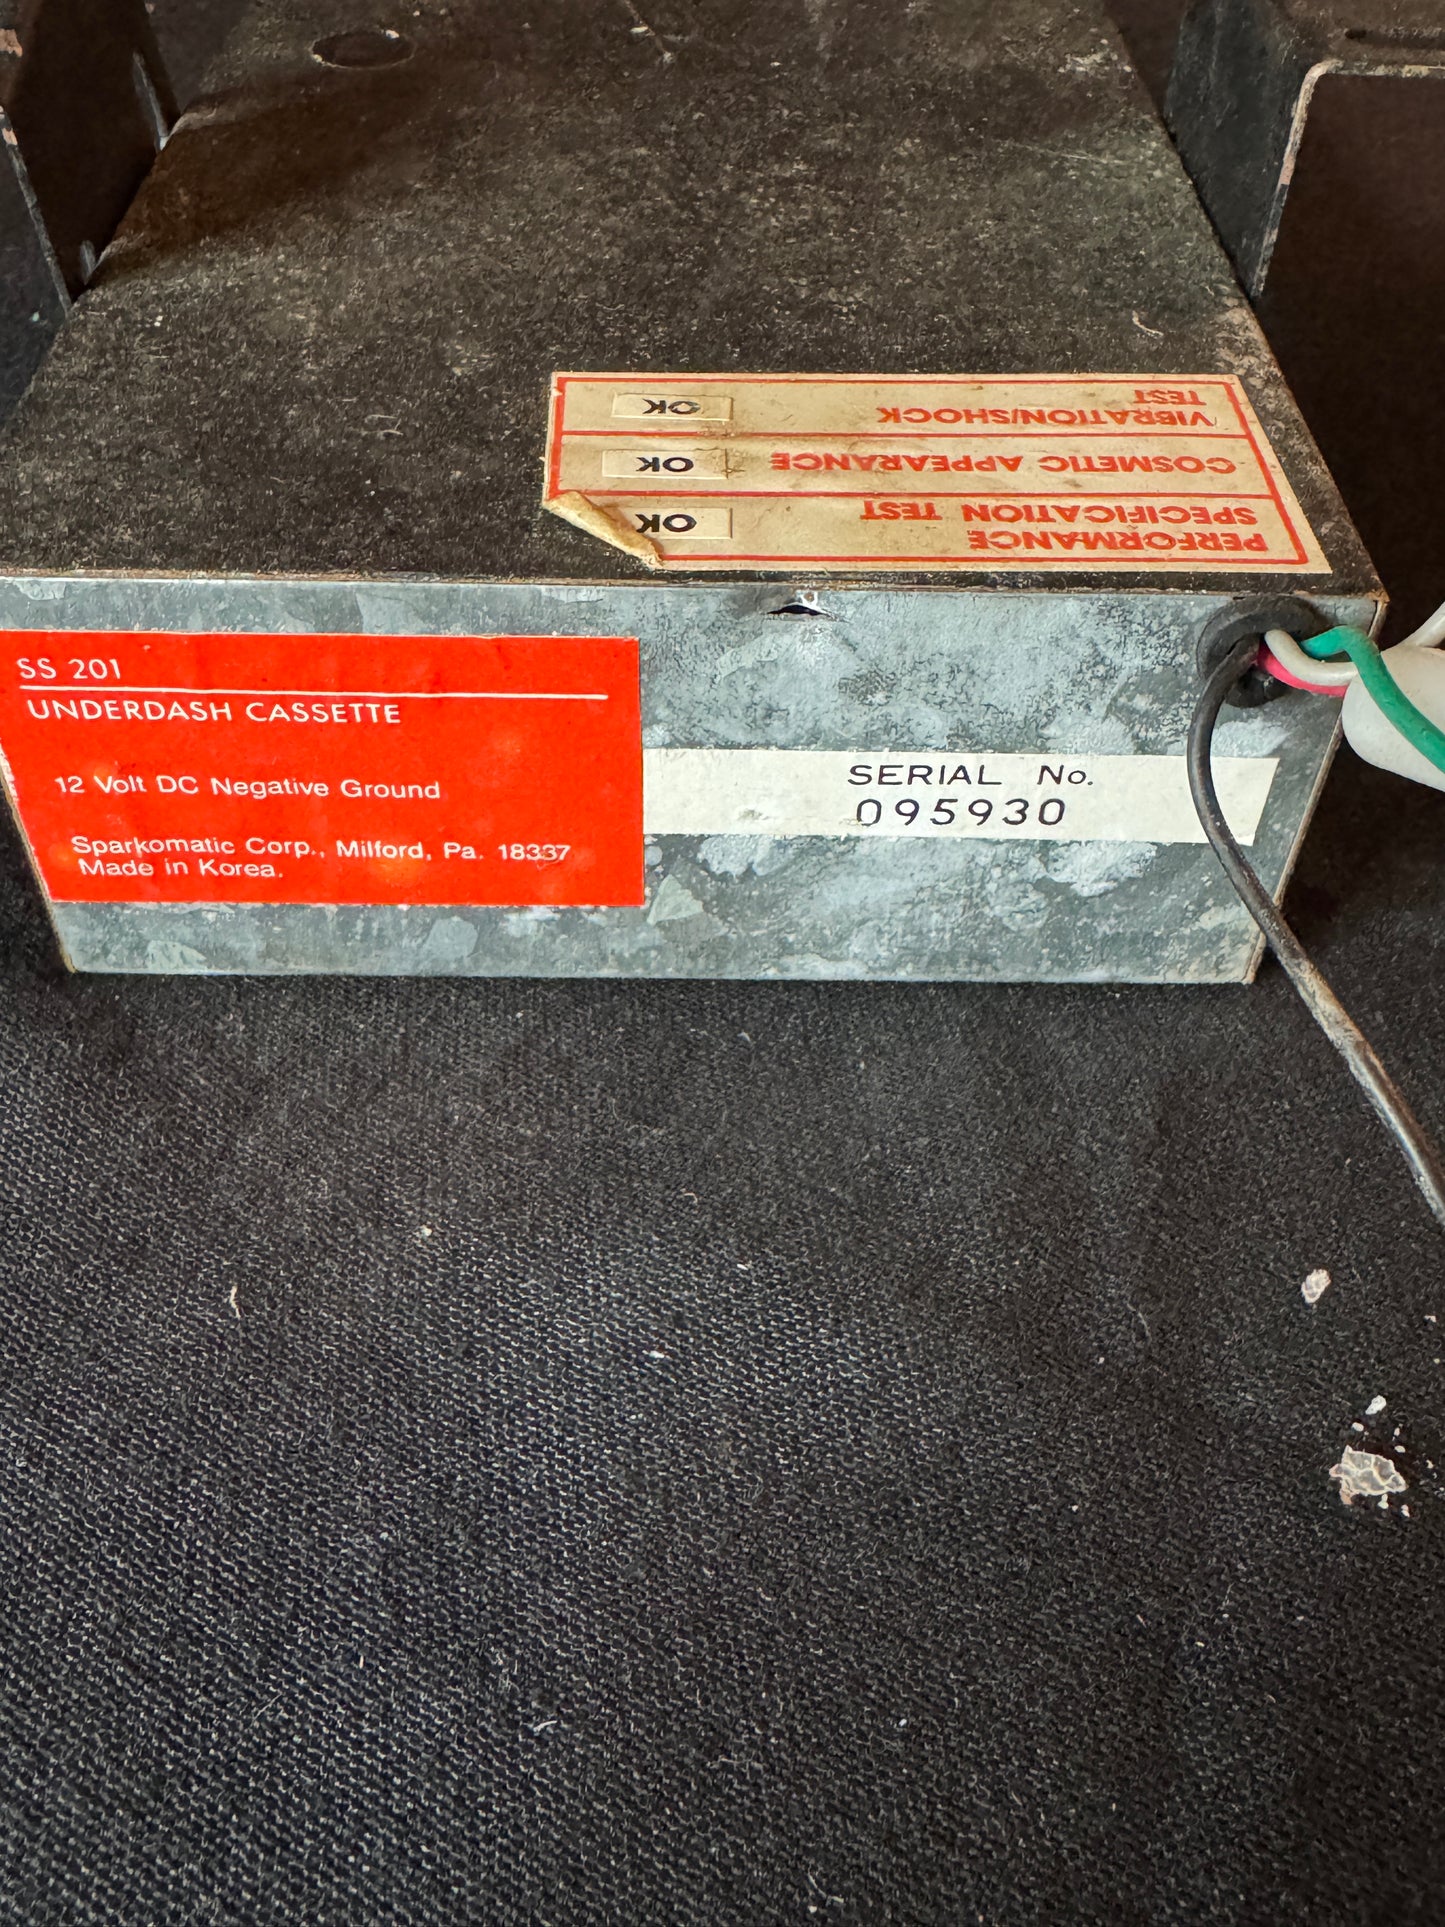 PERFORMANCE
SPECIFICATION TEST OK
COSMETIC APPEARANCE OK
VIBRATION/SHOCK
TEST OK
SS 201
UNDERDASH CASSETTE
12 Volt DC Negative Ground
Sparkomatic Corp., Milford, Pa. 18337
Made in Korea.
SERIAL No.
095930